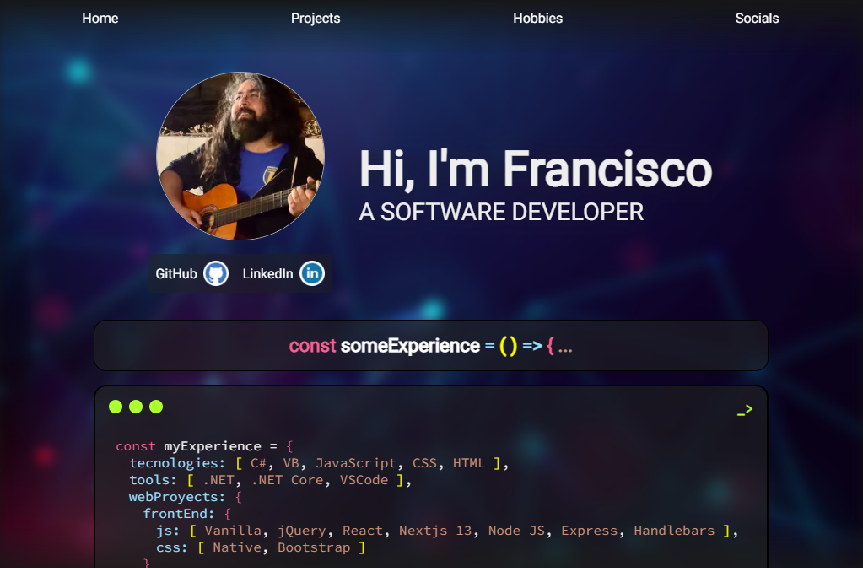 Home Projects Hobbies Socials
Hi, I'm Francisco
A SOFTWARE DEVELOPER
GitHub LinkedIn in
const someExperience = () => { ...
_>
const myExperience = {
tecnologies: [ C#, VB, JavaScript, CSS, HTML ],
tools: [ .NET, .NET Core, VSCode ],
webProyects: {
frontEnd: {
js: [ Vanilla, jQuery, React, Nextjs 13, Node JS, Express, Handlebars ],
css: [ Native, Bootstrap ]
}